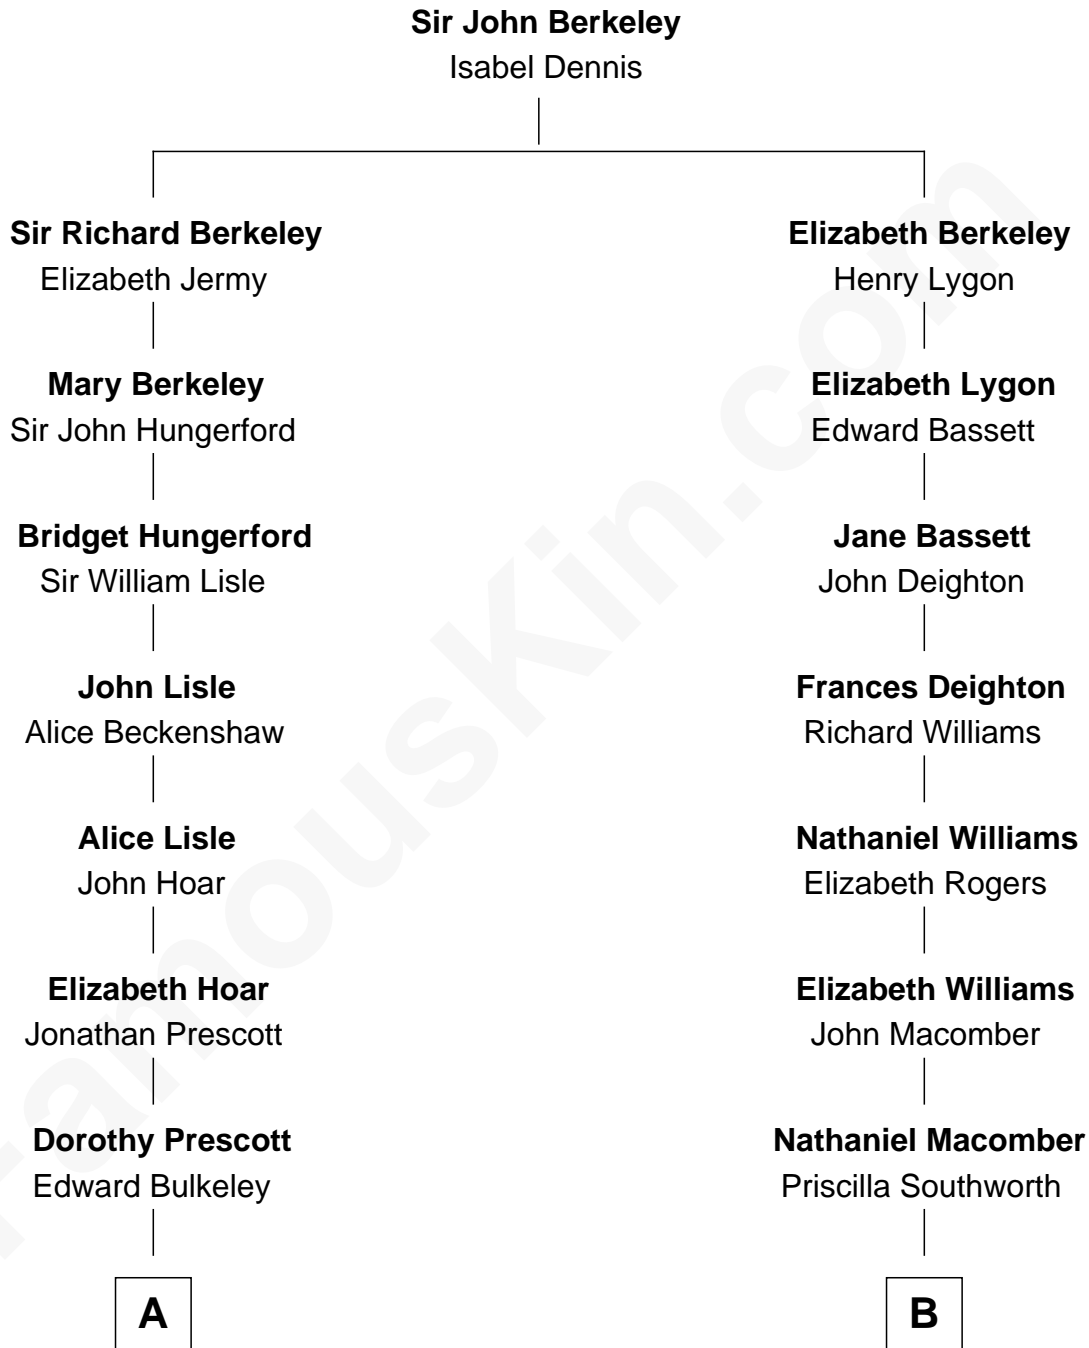 Sir John Berkeley
Isabel Dennis
Sir Richard Berkeley
Elizabeth Jermy
Elizabeth Berkeley
Henry Lygon
Mary Berkeley
Sir John Hungerford
Elizabeth Lygon
Edward Bassett
Bridget Hungerford
Sir William Lisle
Jane Bassett
John Deighton
John Lisle
Alice Beckenshaw
Frances Deighton
Richard Williams
Alice Lisle
John Hoar
Nathaniel Williams
Elizabeth Rogers
Elizabeth Hoar
Jonathan Prescott
Elizabeth Williams
John Macomber
Dorothy Prescott
Edward Bulkeley
Nathaniel Macomber
Priscilla Southworth
A
B
FamousKin.com